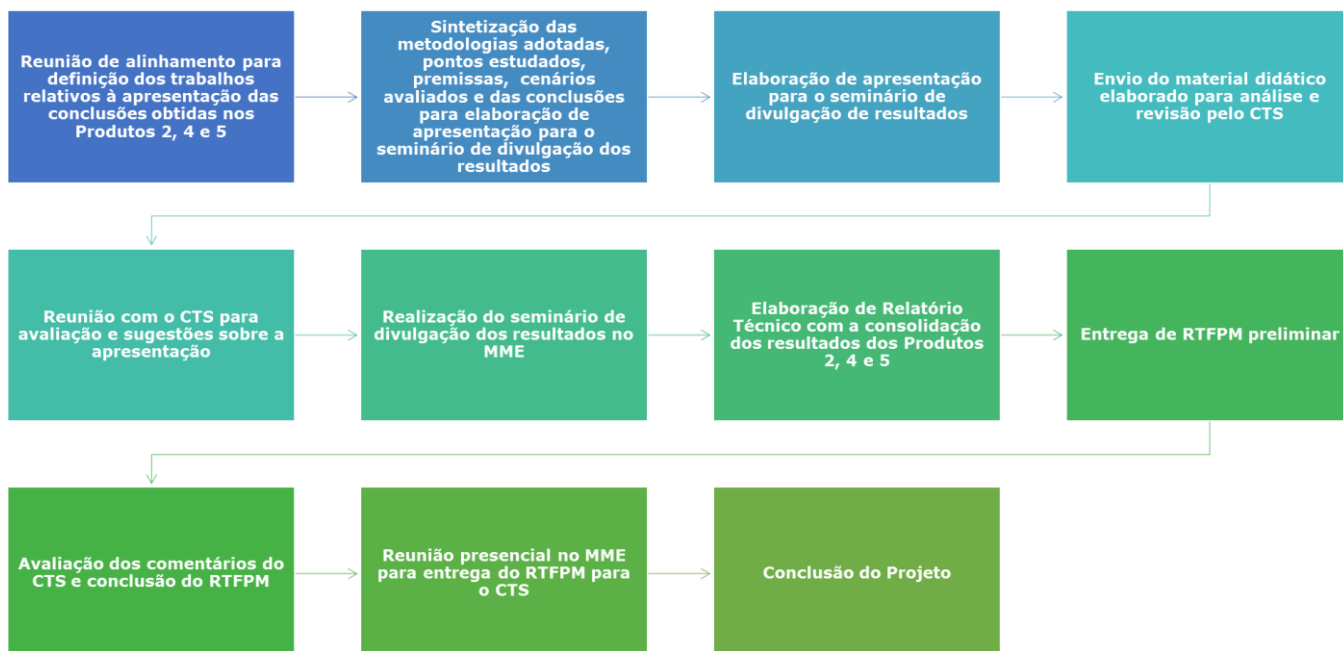 Reunião de alinhamento para
definição dos trabalhos
relativos à apresentação das
conclusões obtidas nos
Produtos 2, 4 e 5
Sintetização das
metodologias adotadas,
pontos estudados,
premissas, cenários
avaliados e das conclusões
para elaboração de
apresentação para o
seminário de divulgação dos
resultados
Elaboração de apresentação
para o seminário de
divulgação de resultados
Envio do material didático
elaborado para análise e
revisão pelo CTS
Reunião com o CTS para
avaliação e sugestões sobre a
apresentação
Realização do seminário de
divulgação dos resultados no
MME
Elaboração de Relatório
Técnico com a consolidação
dos resultados dos Produtos
2, 4 e 5
Entrega de RTFPM preliminar
Avaliação dos comentários do
CTS e conclusão do RTFPM
Reunião presencial no MME
para entrega do RTFPM para
o CTS
Conclusão do Projeto